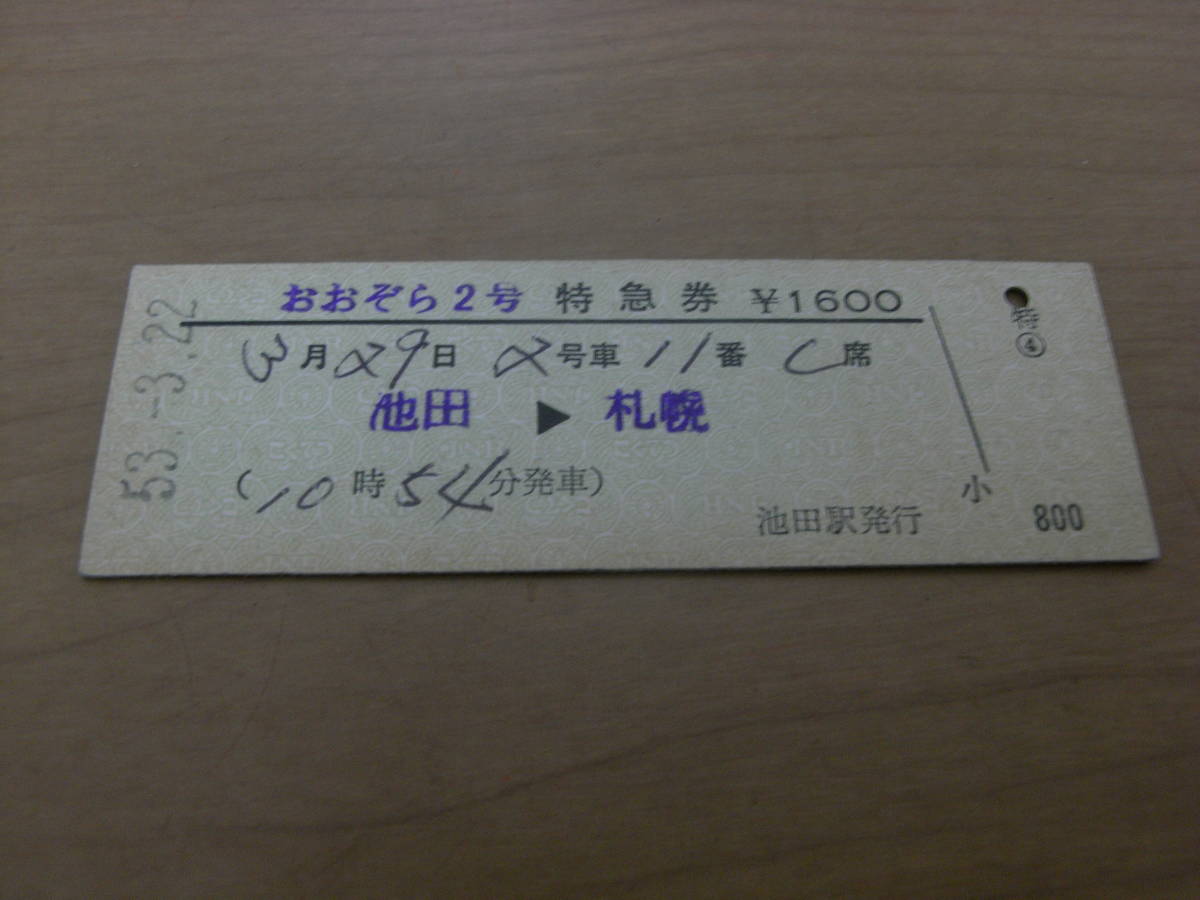 53.-3.22
おおぞら2号 特急券 ¥1600
3月29日 2号車 11番 C席
池田 ▶ 札幌
(10時54分発車)
池田駅発行
特
④
小
800